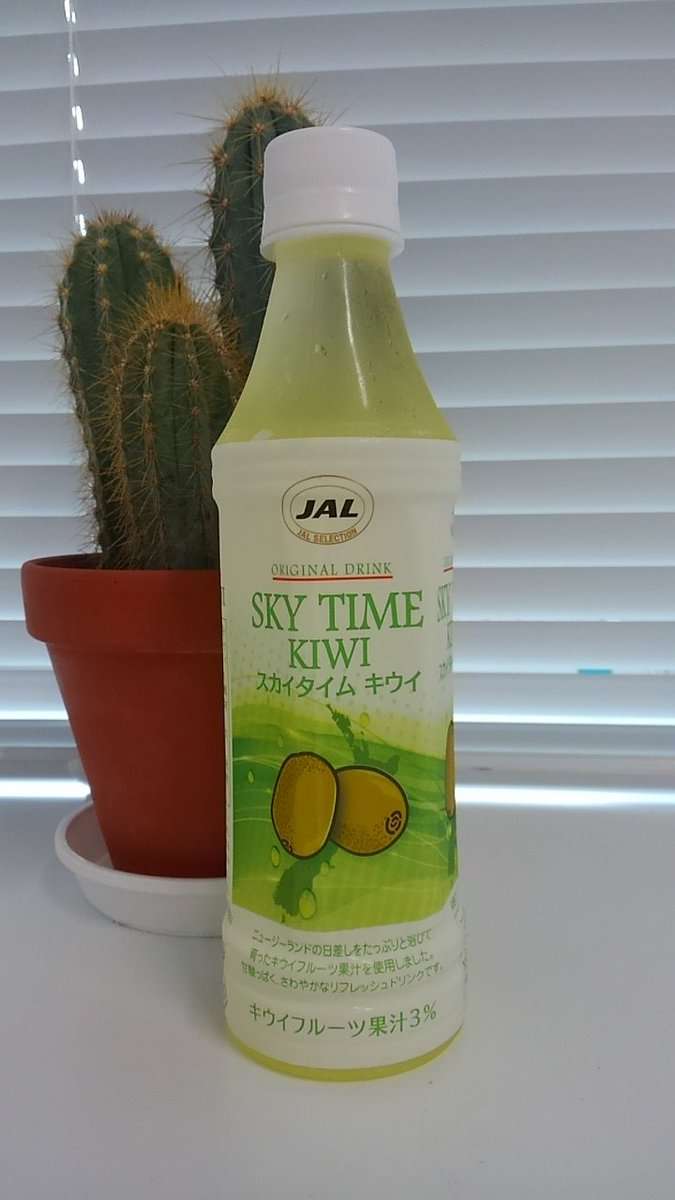 JAL
JAL SELECTION
ORIGINAL DRINK
SKY TIME
KIWI
スカイタイム キウイ
ニュージーランドの日差しをたっぷりと浴びて
育ったキウイフルーツ果汁を使用しました。
甘酸っぱく、さわやかなリフレッシュドリンクです。
キウイフルーツ果汁3%